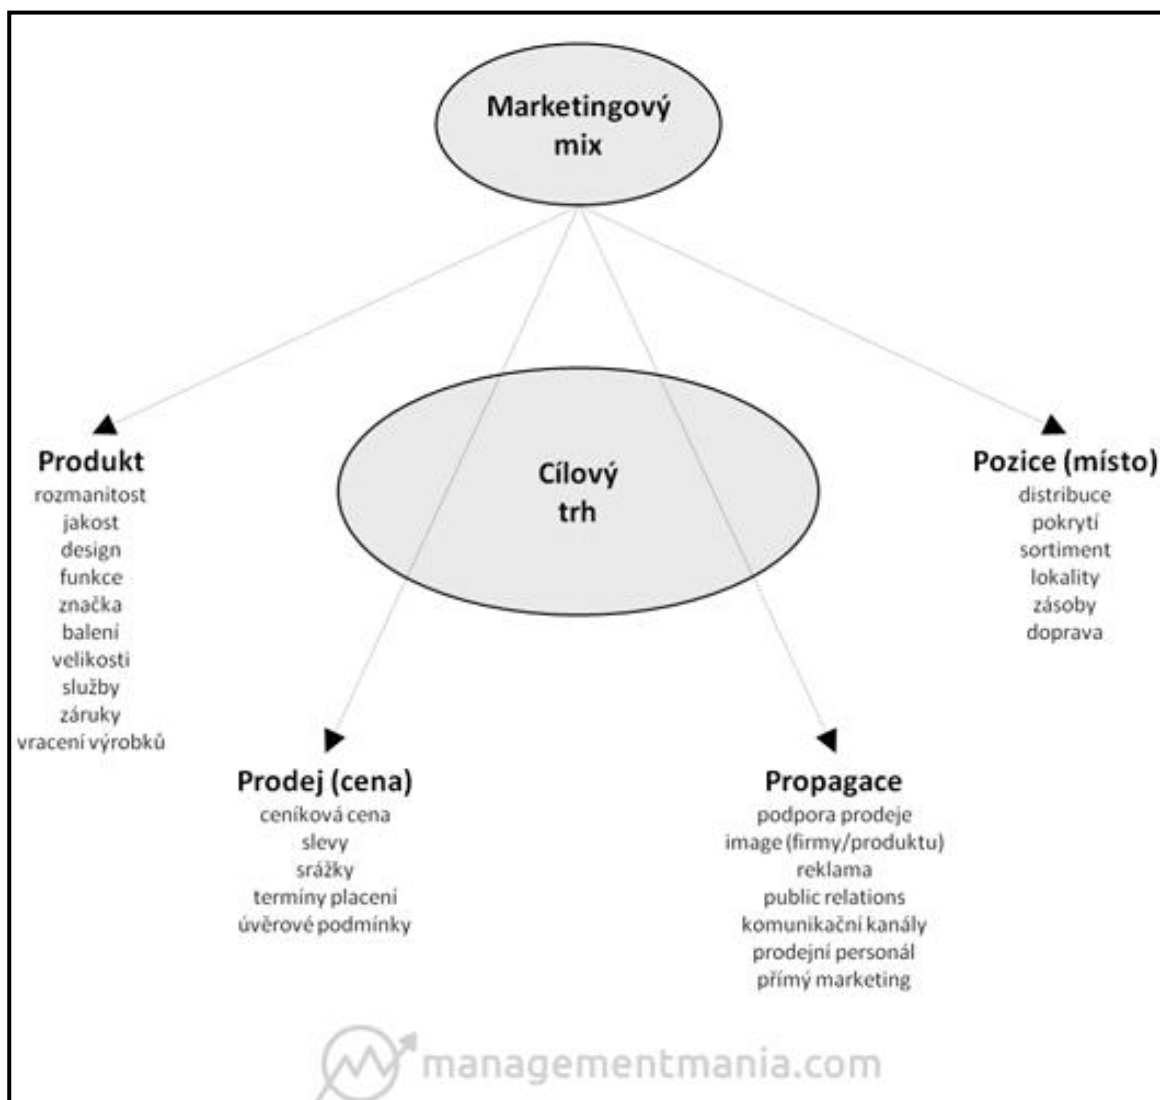 Marketingový
mix
Cílový
trh
Produkt
rozmanitost
jakost
design
funkce
značka
balení
velikosti
služby
záruky
vracení výrobků
Prodej (cena)
ceníková cena
slevy
srážky
termíny placení
úvěrové podmínky
Propagace
podpora prodeje
image (firmy/produktu)
reklama
public relations
komunikační kanály
prodejní personál
přímý marketing
Pozice (místo)
distribuce
pokrytí
sortiment
lokality
zásoby
doprava
managementmania.com